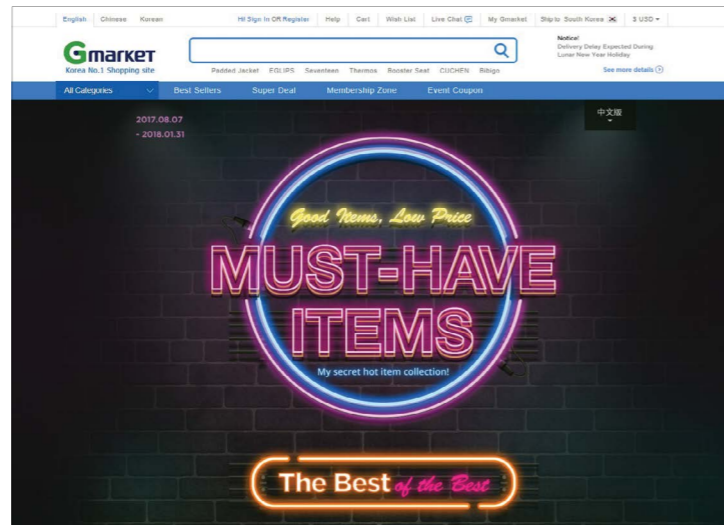 English Chinese Korean Hi! Sign In OR Register Help Cart Wish List Live Chat My Gmarket Ship to South Korea $ USD
Gmarket
Korea No.1 Shopping site
Padded Jacket EGLIPS Seventeen Thermos Booster Seat CUCHEN Bibigo
Notice!
Delivery Delay Expected During
Lunar New Year Holiday
See more details
All Categories Best Sellers Super Deal Membership Zone Event Coupon
2017.08.07
- 2018.01.31
中文版
Good Items, Low Price
MUST-HAVE
ITEMS
My secret hot item collection!
The Best of the Best